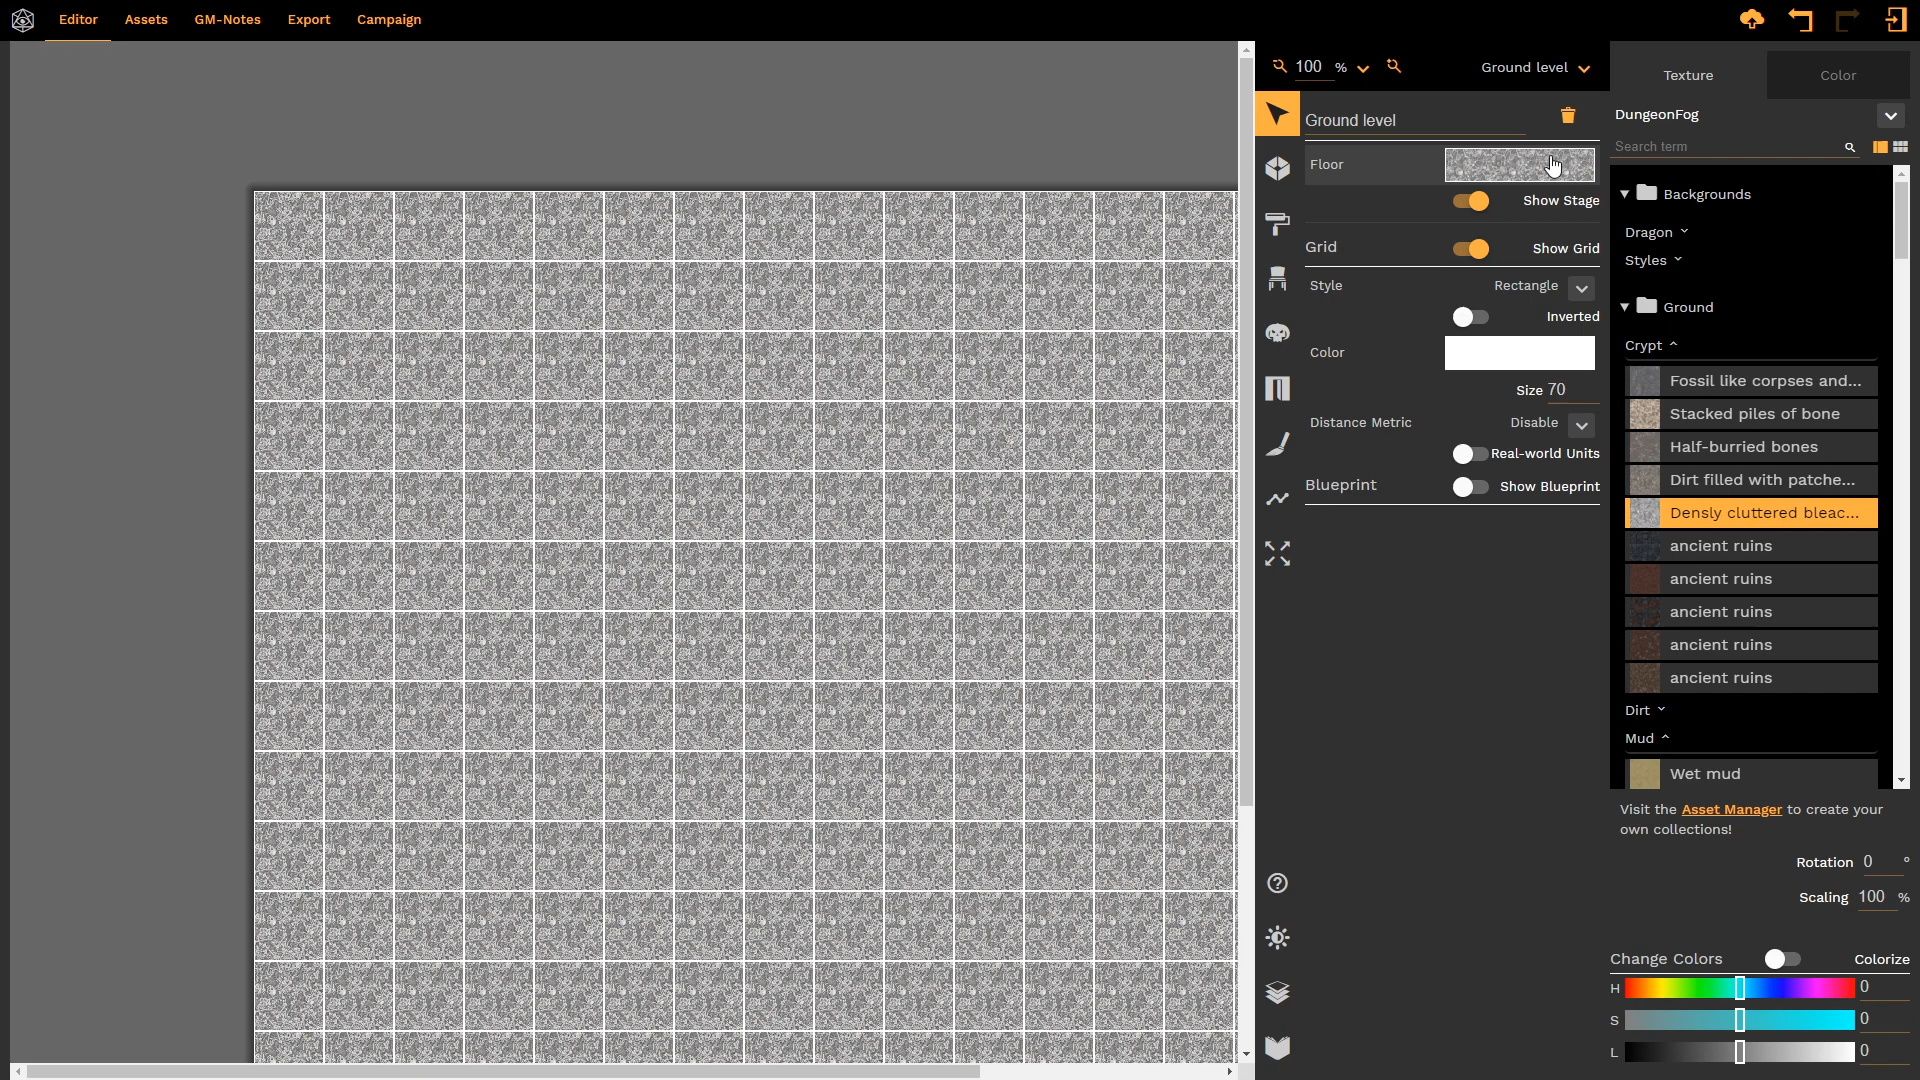 Editor
Assets
GM-Notes
Export
Campaign
100 %
Ground level
Ground level
Floor
Show Stage
Grid
Show Grid
Style
Rectangle
Inverted
Color
Size 70
Distance Metric
Disable
Real-world Units
Blueprint
Show Blueprint
Texture
Color
DungeonFog
Search term
Backgrounds
Dragon
Styles
Ground
Crypt
Fossil like corpses and...
Stacked piles of bone
Half-burried bones
Dirt filled with patche...
Densly cluttered bleac...
ancient ruins
ancient ruins
ancient ruins
ancient ruins
ancient ruins
Dirt
Mud
Wet mud
Visit the Asset Manager to create your
own collections!
Rotation 0 °
Scaling 100 %
Change Colors
Colorize
H 0
S 0
L 0